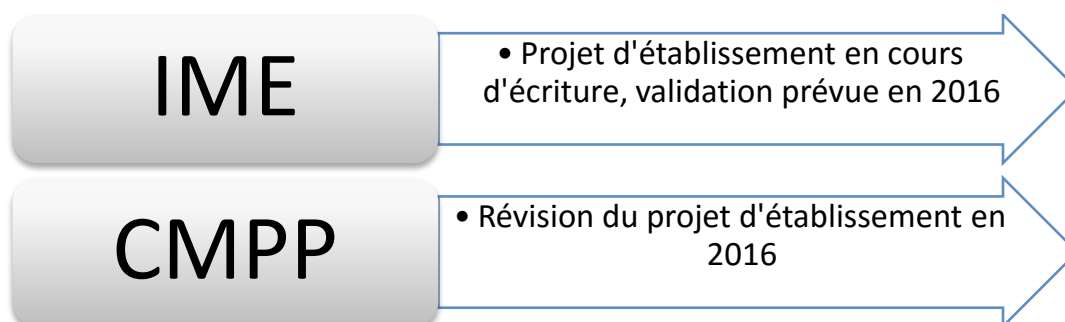 IME
• Projet d'établissement en cours
d'écriture, validation prévue en 2016
CMPP
• Révision du projet d'établissement en
2016